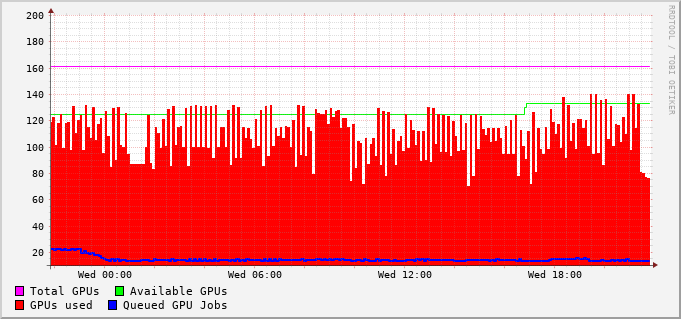 200
180
160
140
120
100
80
60
40
20
Wed 00:00 Wed 06:00 Wed 12:00 Wed 18:00
Total GPUs Available GPUs
GPUs used Queued GPU Jobs
RRDTOOL / TOBI OETIKER